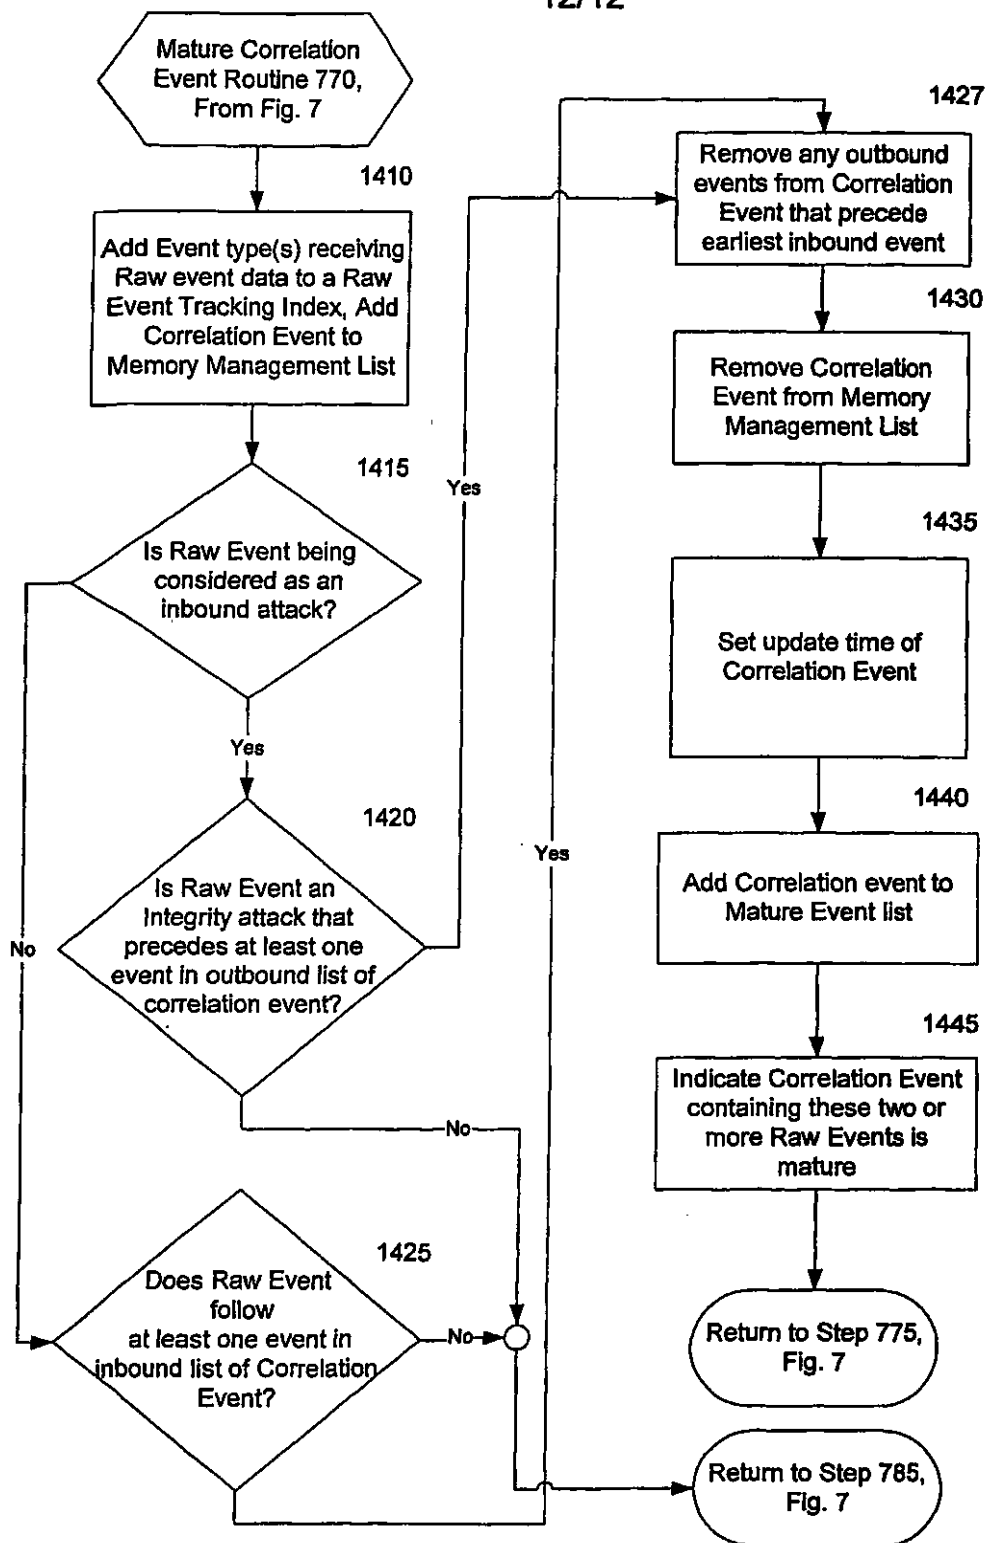 12/12
Mature Correlation
Event Routine 770,
From Fig. 7
1410
Add Event type(s) receiving
Raw event data to a Raw
Event Tracking Index, Add
Correlation Event to
Memory Management List
1415
Is Raw Event being
considered as an
inbound attack?
Yes
1420
Is Raw Event an
Integrity attack that
precedes at least one
event in outbound list of
correlation event?
No
Yes
No
1425
Does Raw Event
follow
at least one event in
inbound list of Correlation
Event?
No
Yes
1427
Remove any outbound
events from Correlation
Event that precede
earliest inbound event
1430
Remove Correlation
Event from Memory
Management List
1435
Set update time of
Correlation Event
1440
Add Correlation event to
Mature Event list
1445
Indicate Correlation Event
containing these two or
more Raw Events is
mature
Return to Step 775,
Fig. 7
Return to Step 785,
Fig. 7